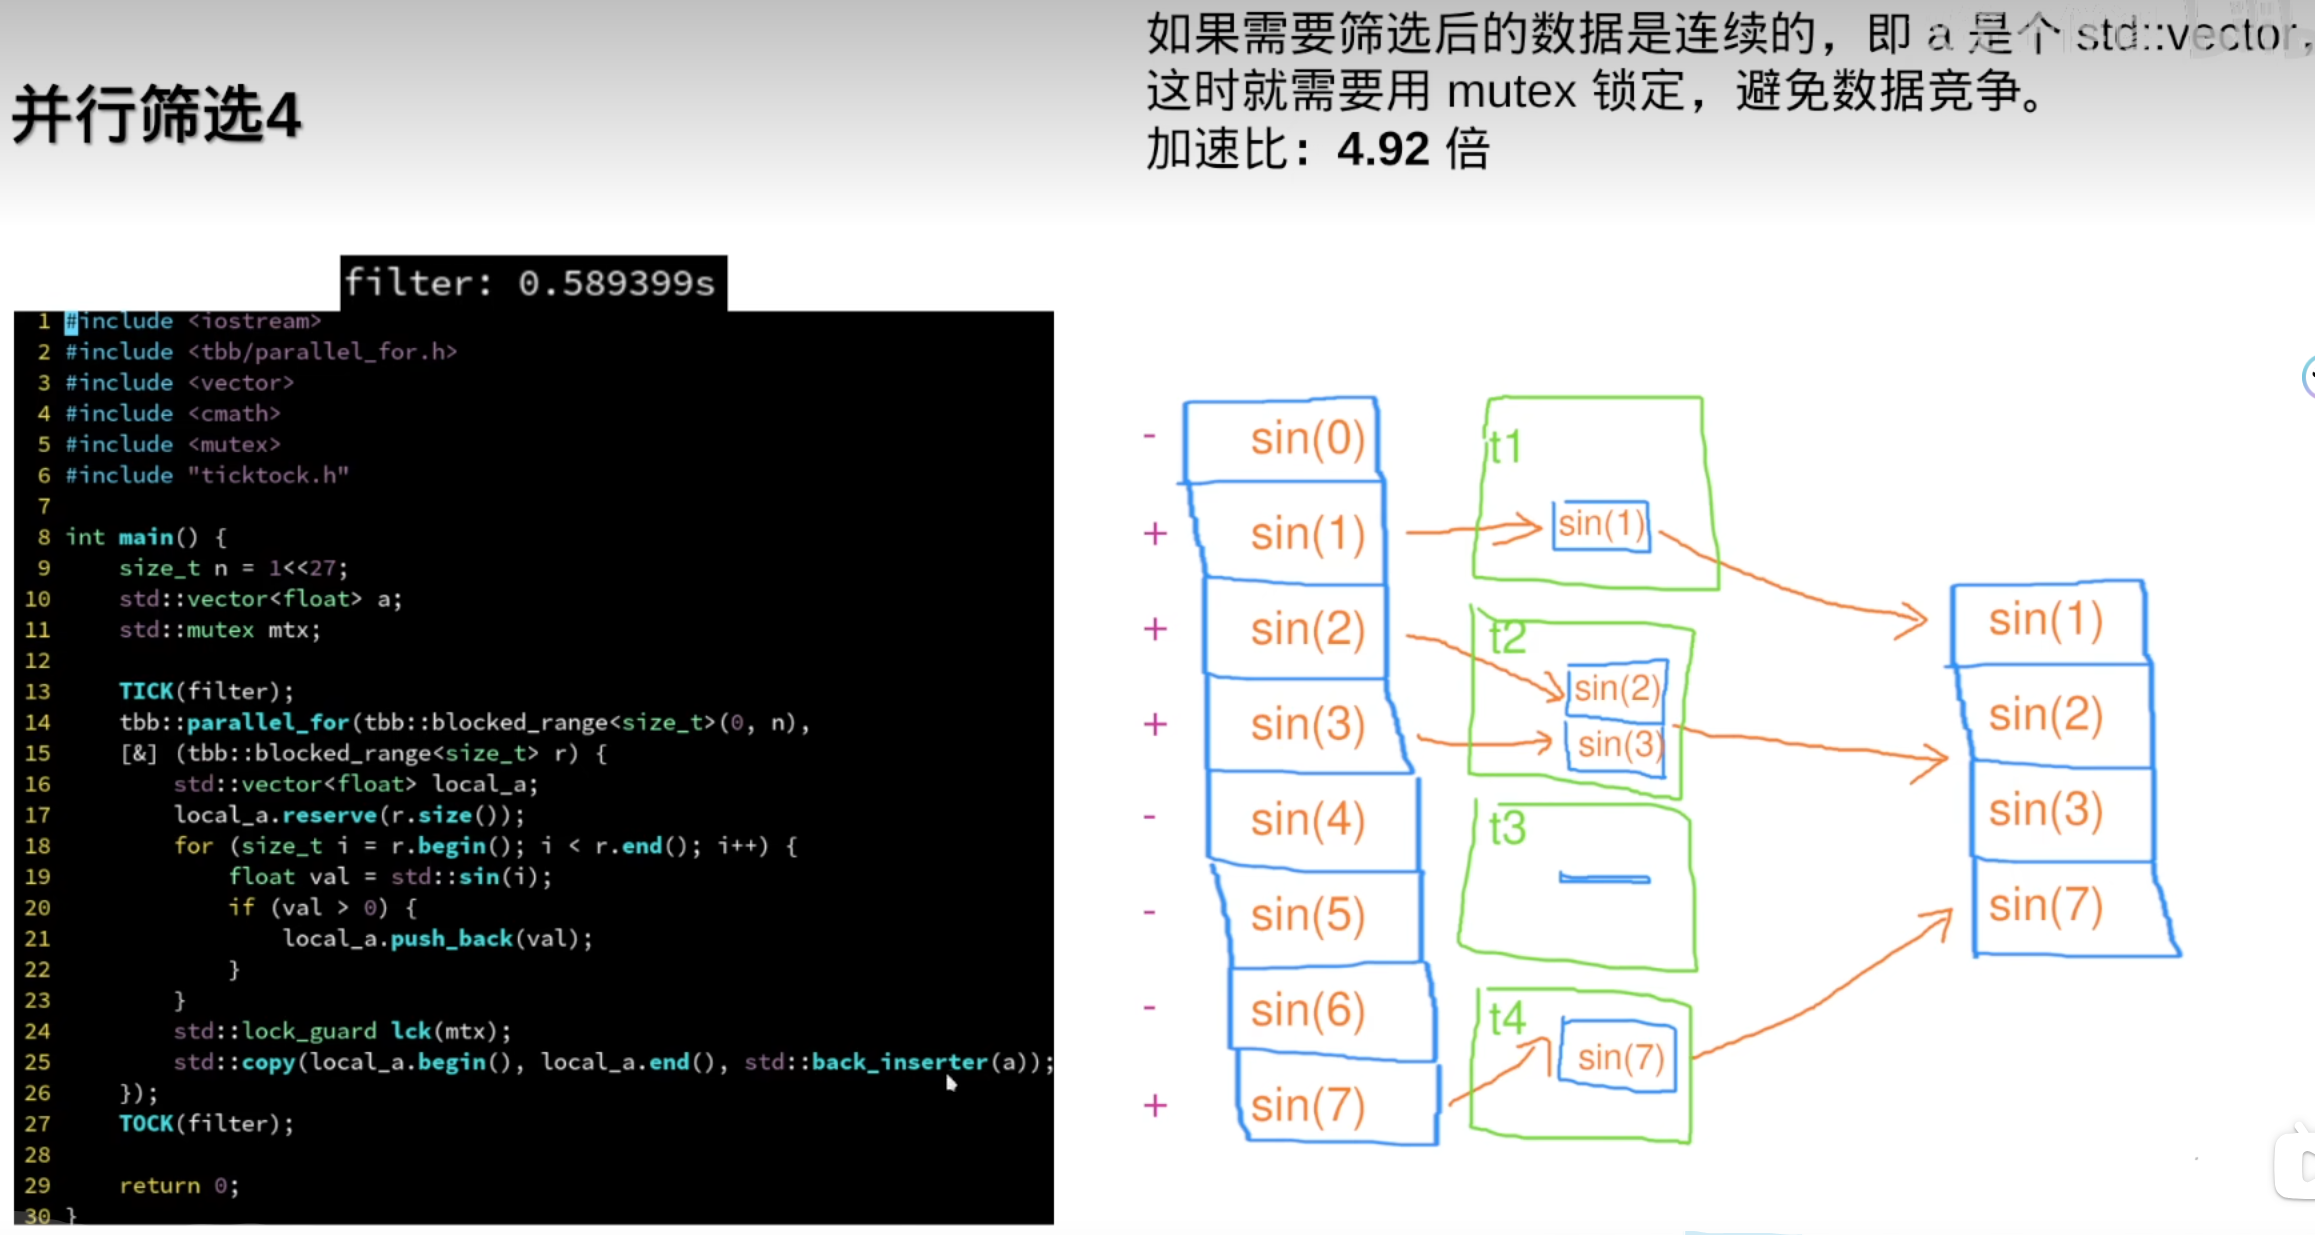 并行筛选4
如果需要筛选后的数据是连续的，即 a 是个 std::vector,
这时就需要用 mutex 锁定，避免数据竞争。
加速比：4.92 倍
filter: 0.589399s
1 #include <iostream>
2 #include <tbb/parallel_for.h>
3 #include <vector>
4 #include <cmath>
5 #include <mutex>
6 #include "ticktock.h"
7
8 int main() {
9     size_t n = 1<<27;
10     std::vector<float> a;
11     std::mutex mtx;
12
13     TICK(filter);
14     tbb::parallel_for(tbb::blocked_range<size_t>(0, n),
15     [&] (tbb::blocked_range<size_t> r) {
16         std::vector<float> local_a;
17         local_a.reserve(r.size());
18         for (size_t i = r.begin(); i < r.end(); i++) {
19             float val = std::sin(i);
20             if (val > 0) {
21                 local_a.push_back(val);
22             }
23         }
24         std::lock_guard lck(mtx);
25         std::copy(local_a.begin(), local_a.end(), std::back_inserter(a));
26     });
27     TOCK(filter);
28
29     return 0;
30 }
- sin(0)
+ sin(1)
+ sin(2)
+ sin(3)
- sin(4)
- sin(5)
- sin(6)
+ sin(7)
t1
sin(1)
t2
sin(2)
sin(3)
t3
t4
sin(7)
sin(1)
sin(2)
sin(3)
sin(7)